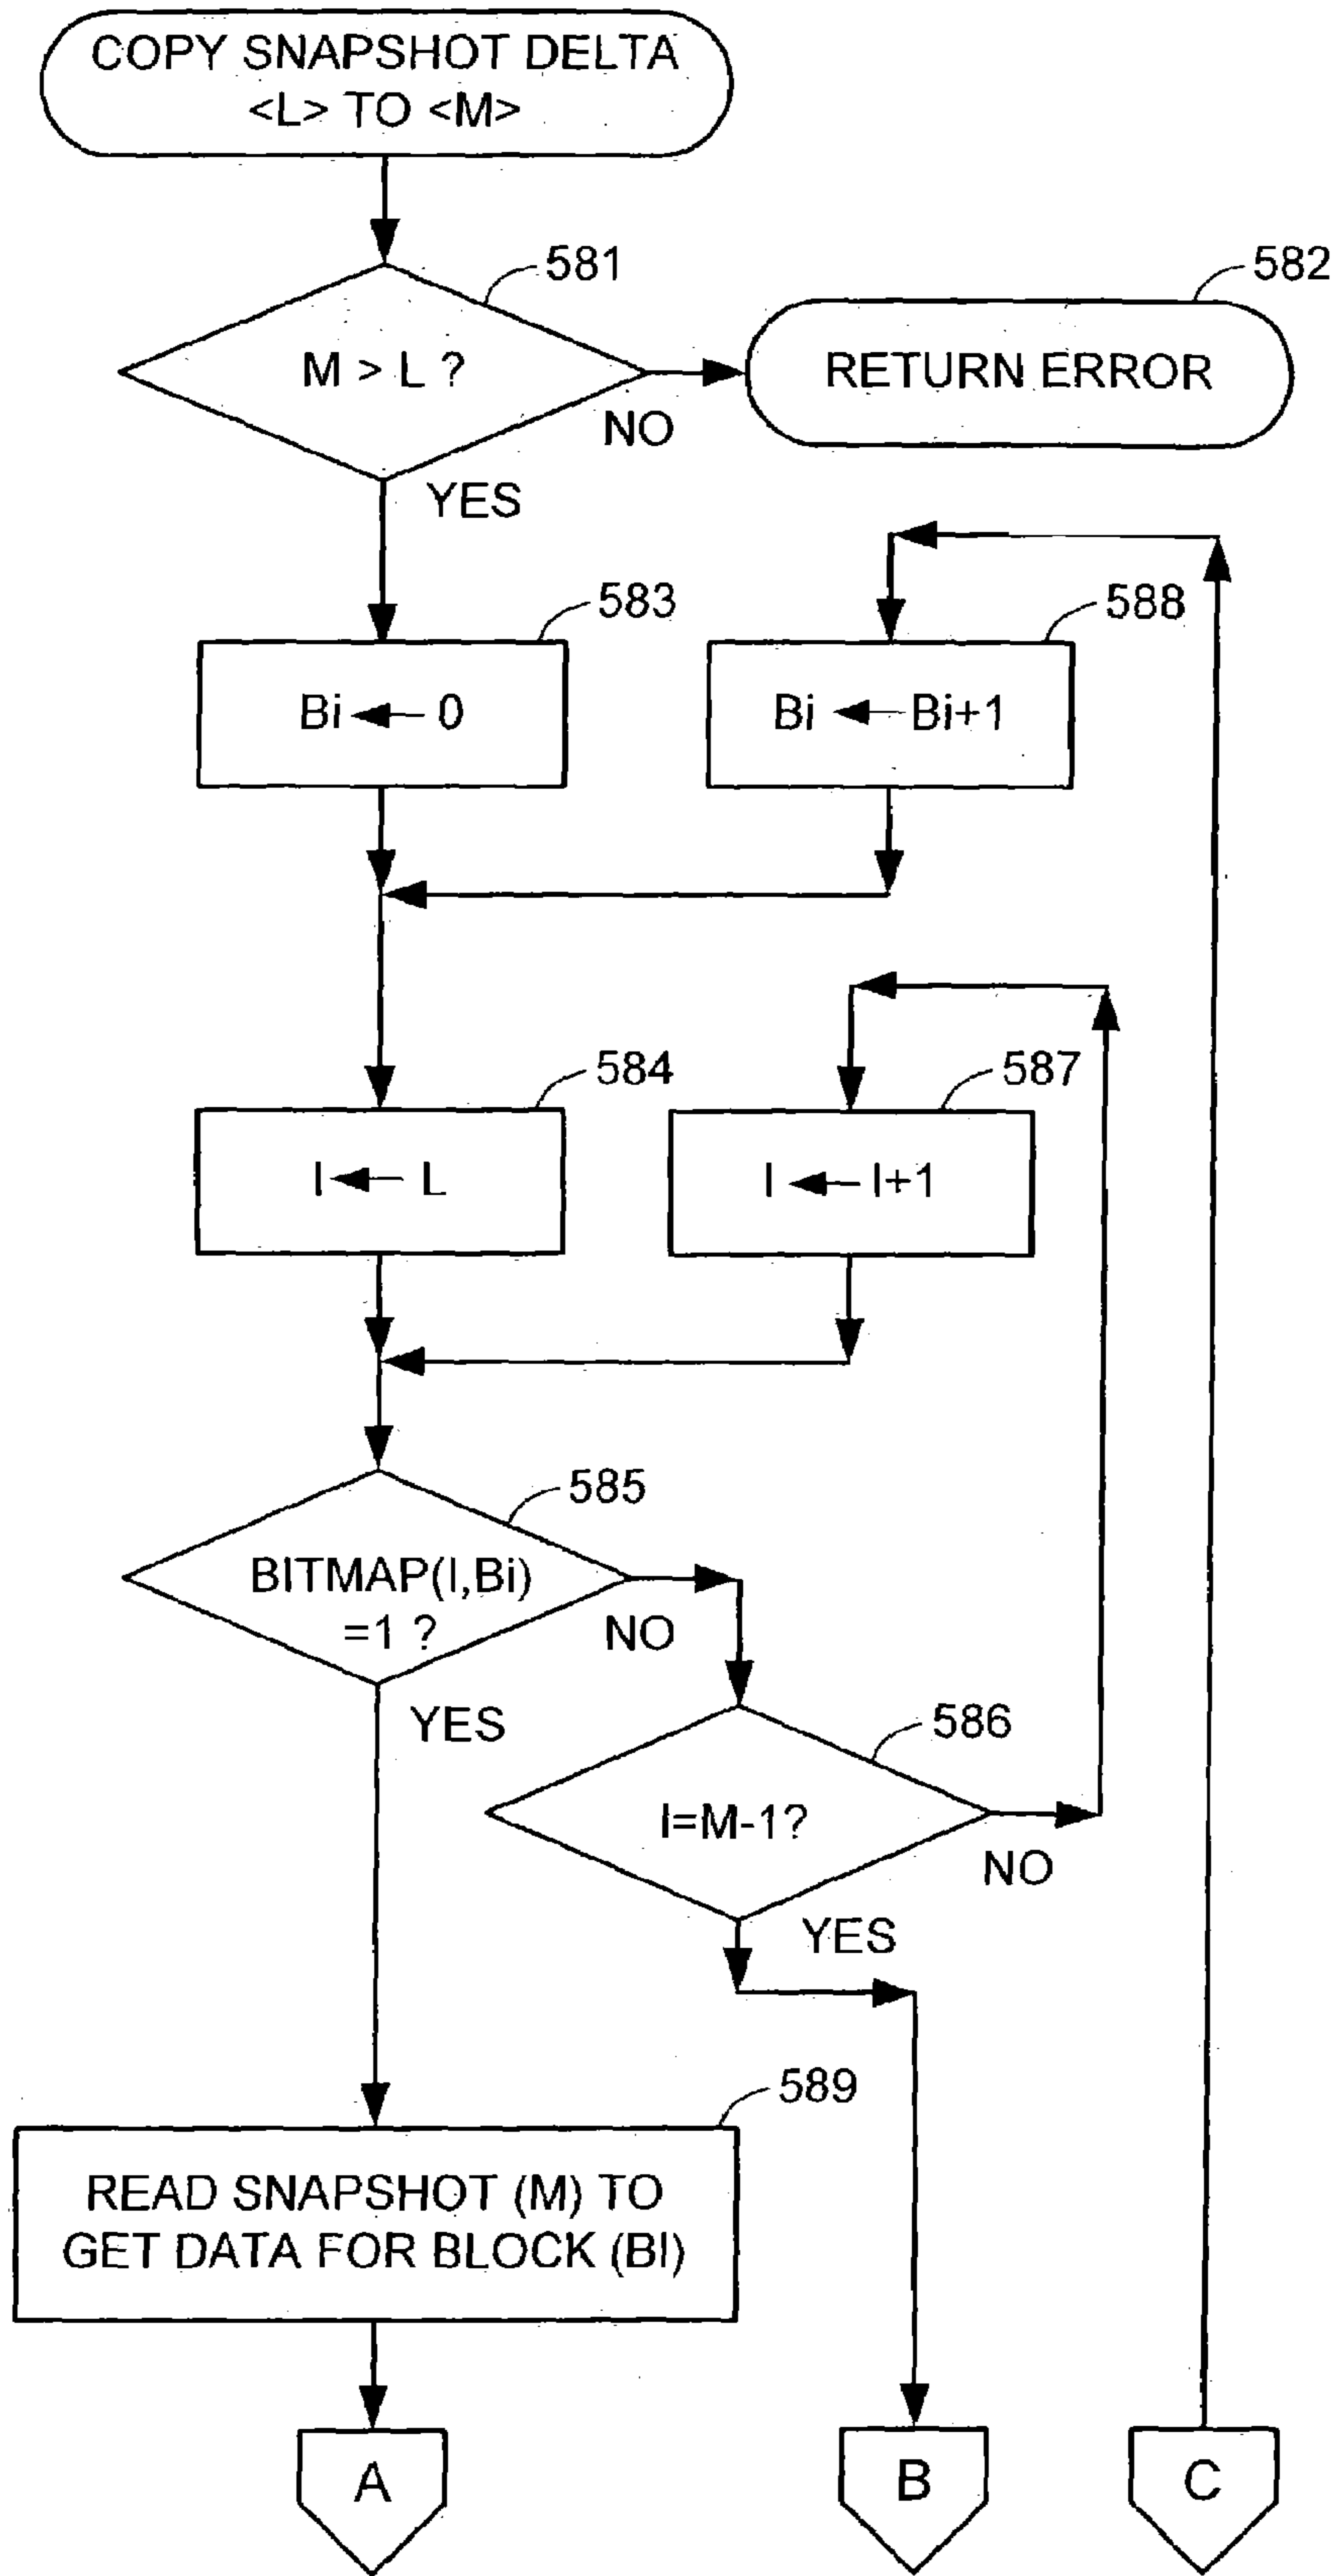 COPY SNAPSHOT DELTA
<L> TO <M>
581
582
M > L ?
RETURN ERROR
NO
YES
583
588
Bi ← 0
Bi ← Bi+1
584
587
I ← L
I ← I+1
585
BITMAP(I,Bi)
=1 ?
NO
YES
586
I=M-1?
NO
YES
589
READ SNAPSHOT (M) TO
GET DATA FOR BLOCK (BI)
A
B
C